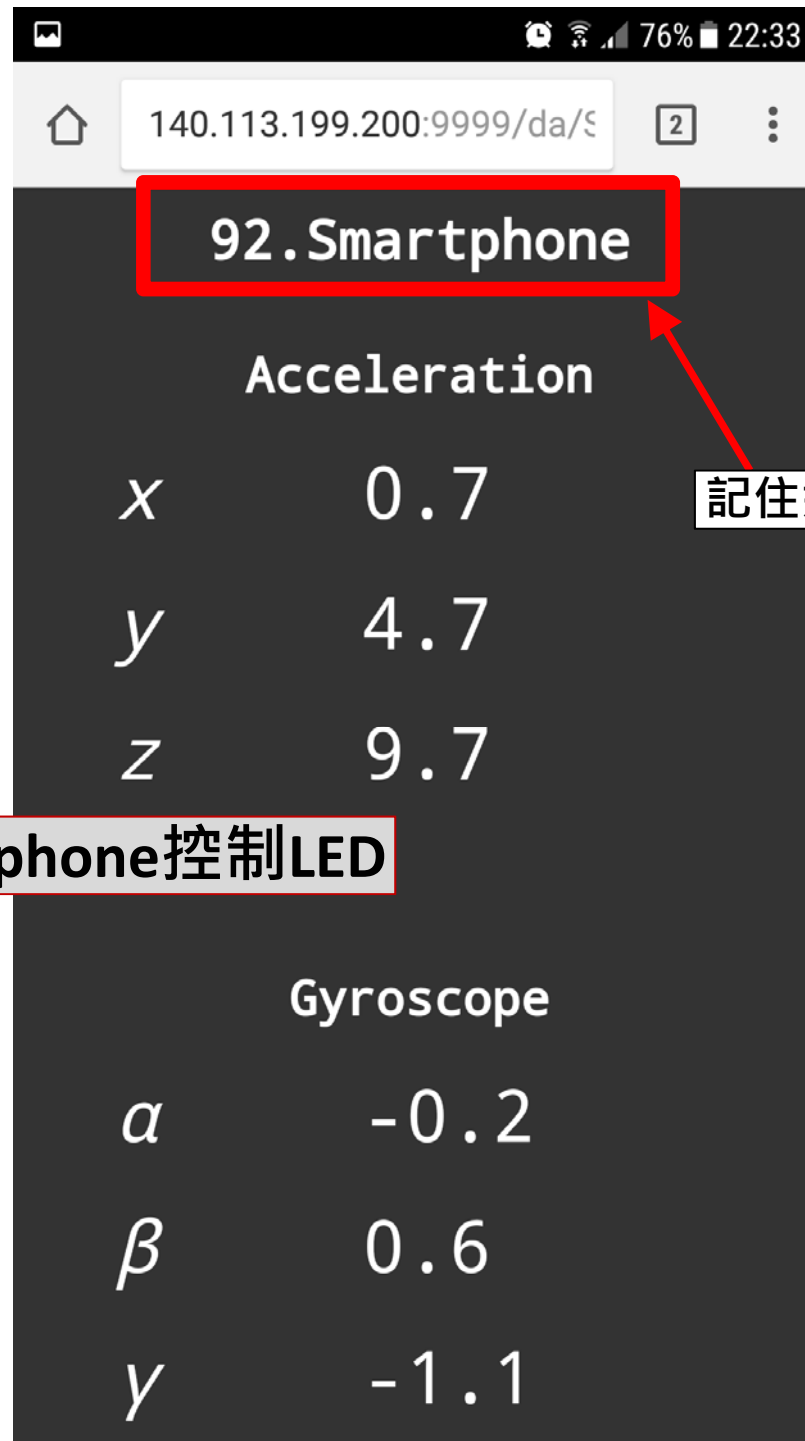 76% 22:33
140.113.199.200:9999/da/S
2
92.Smartphone
Acceleration
x 0.7
記住
y 4.7
z 9.7
phone控制LED
Gyroscope
α -0.2
β 0.6
γ -1.1